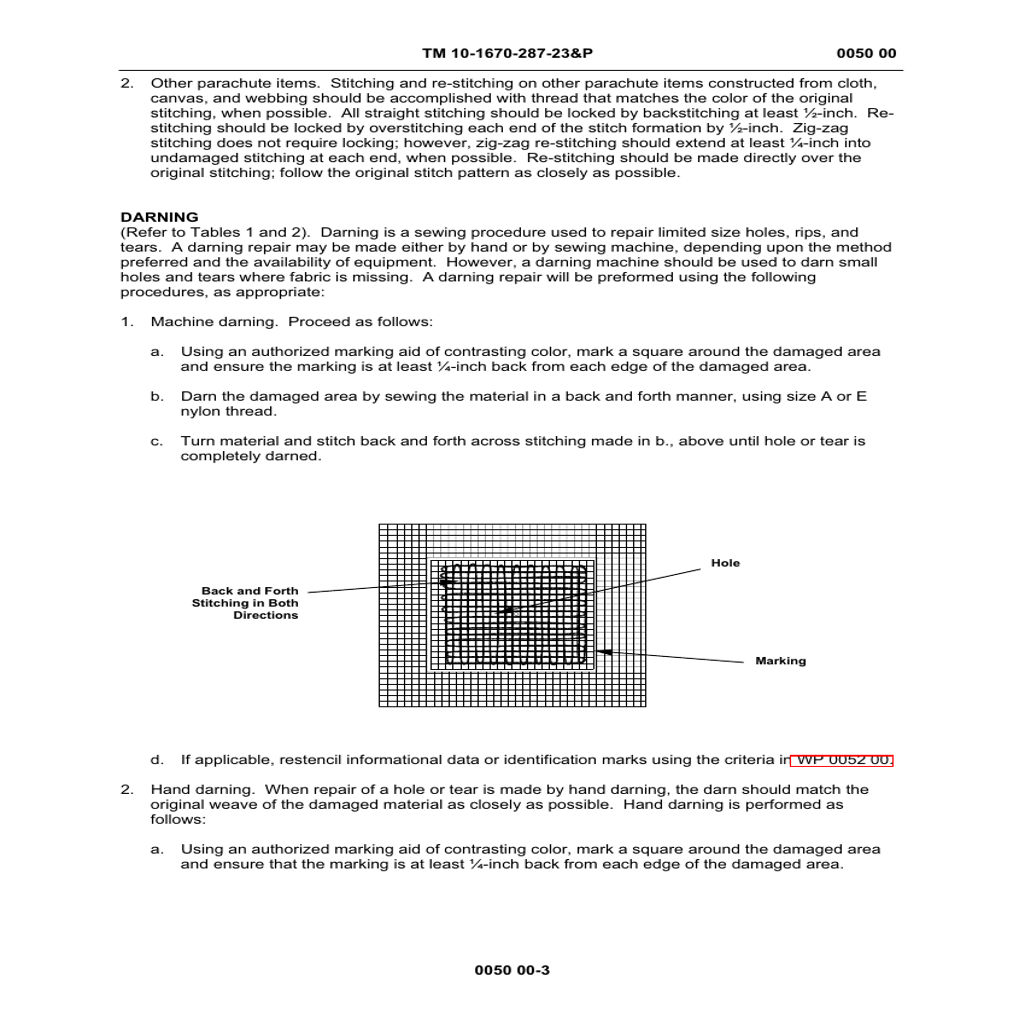 TM 10-1670-287-23&P 0050 00
2. Other parachute items. Stitching and re-stitching on other parachute items constructed from cloth,
canvas, and webbing should be accomplished with thread that matches the color of the original
stitching, when possible. All straight stitching should be locked by backstitching at least ½-inch. Re-
stitching should be locked by overstitching each end of the stitch formation by ½-inch. Zig-zag
stitching does not require locking; however, zig-zag re-stitching should extend at least ¼-inch into
undamaged stitching at each end, when possible. Re-stitching should be made directly over the
original stitching; follow the original stitch pattern as closely as possible.
DARNING
(Refer to Tables 1 and 2). Darning is a sewing procedure used to repair limited size holes, rips, and
tears. A darning repair may be made either by hand or by sewing machine, depending upon the method
preferred and the availability of equipment. However, a darning machine should be used to darn small
holes and tears where fabric is missing. A darning repair will be preformed using the following
procedures, as appropriate:
1. Machine darning. Proceed as follows:
a. Using an authorized marking aid of contrasting color, mark a square around the damaged area
and ensure the marking is at least ¼-inch back from each edge of the damaged area.
b. Darn the damaged area by sewing the material in a back and forth manner, using size A or E
nylon thread.
c. Turn material and stitch back and forth across stitching made in b., above until hole or tear is
completely darned.
Hole
Back and Forth
Stitching in Both
Directions
Marking
d. If applicable, restencil informational data or identification marks using the criteria in WP 0052 00.
2. Hand darning. When repair of a hole or tear is made by hand darning, the darn should match the
original weave of the damaged material as closely as possible. Hand darning is performed as
follows:
a. Using an authorized marking aid of contrasting color, mark a square around the damaged area
and ensure that the marking is at least ¼-inch back from each edge of the damaged area.
0050 00-3